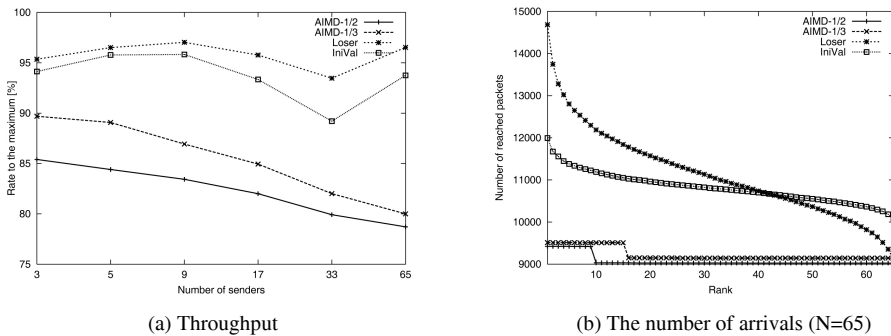 100
95
90
85
80
75
Rate to the maximum [%]
3 5 9 17 33 65
Number of senders
AIMD-1/2
AIMD-1/3
Loser
IniVal
(a) Throughput
15000
14000
13000
12000
11000
10000
9000
Number of reached packets
10 20 30 40 50 60
Rank
AIMD-1/2
AIMD-1/3
Loser
IniVal
(b) The number of arrivals (N=65)